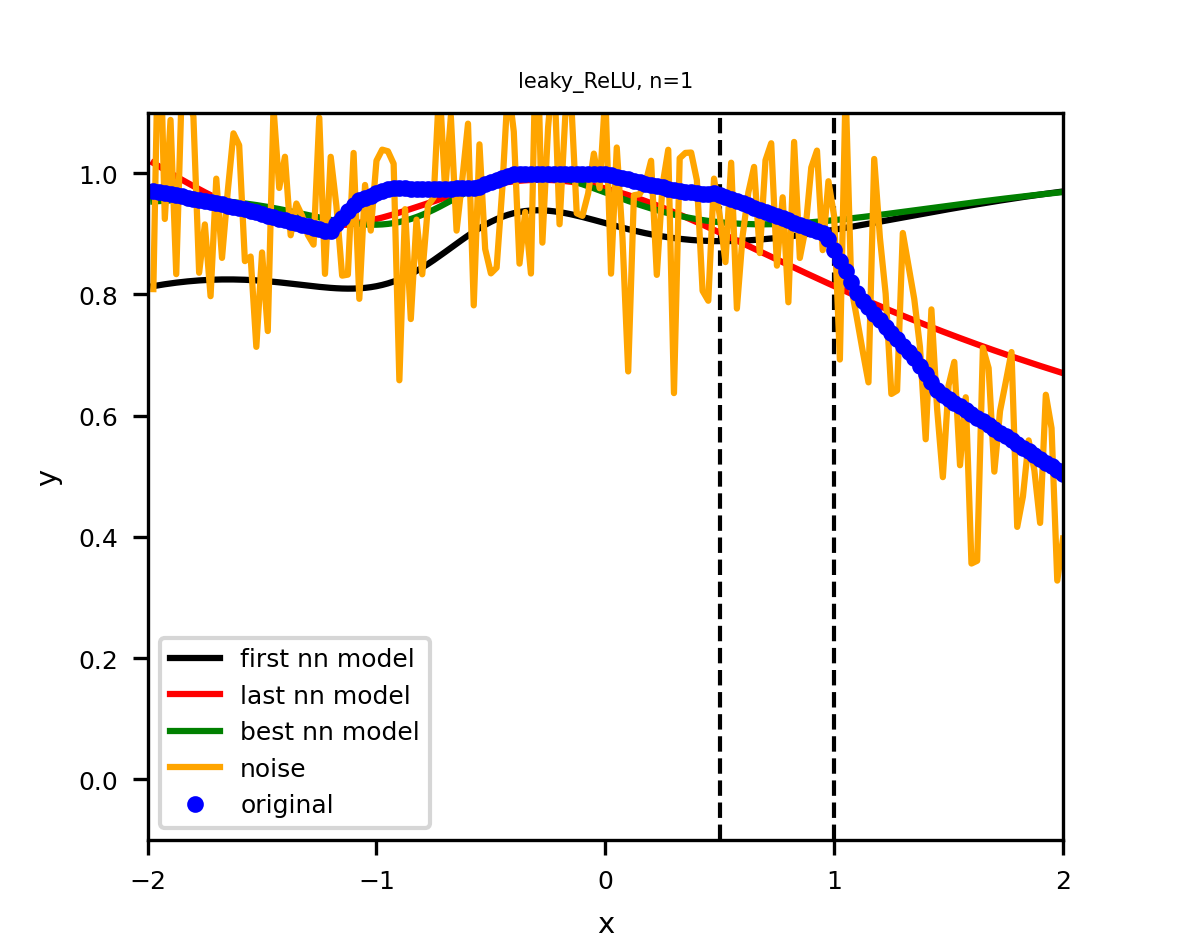 leaky_ReLU, n=1
1.0
0.8
0.6
0.4
0.2
0.0
y
first nn model
last nn model
best nn model
noise
original
−2
−1
0
1
2
x